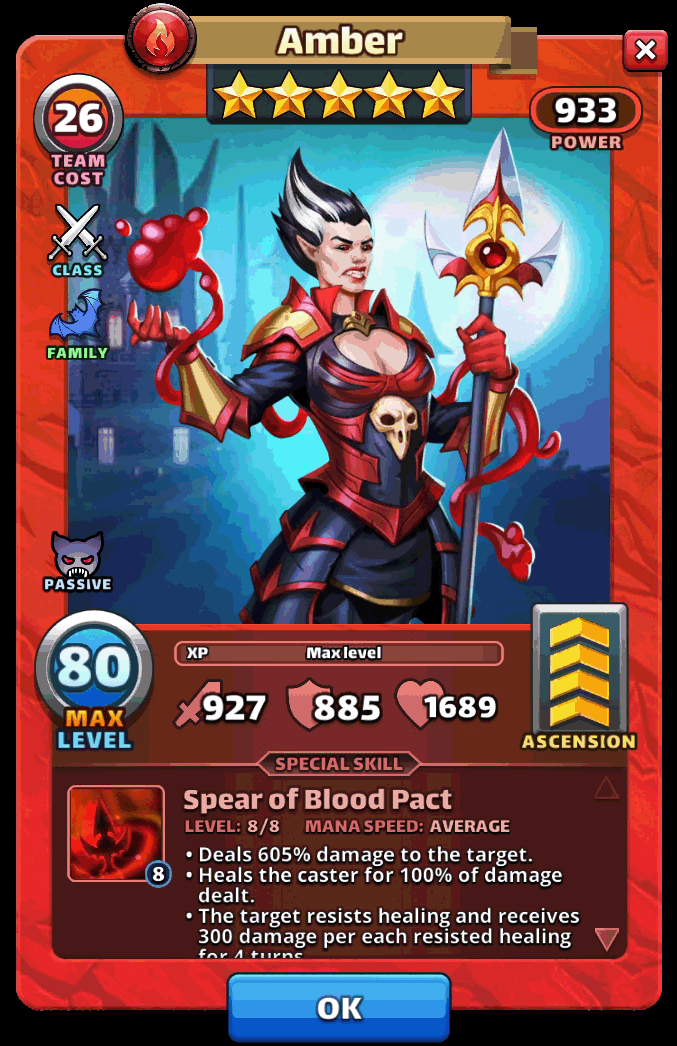 Amber
26
TEAM
COST
933
POWER
CLASS
FAMILY
PASSIVE
80
MAX
LEVEL
XP Max level
927 885 1689
ASCENSION
SPECIAL SKILL
Spear of Blood Pact
LEVEL: 8/8 MANA SPEED: AVERAGE
8
• Deals 605% damage to the target.
• Heals the caster for 100% of damage
dealt.
• The target resists healing and receives
300 damage per each resisted healing
for 4 turns
OK